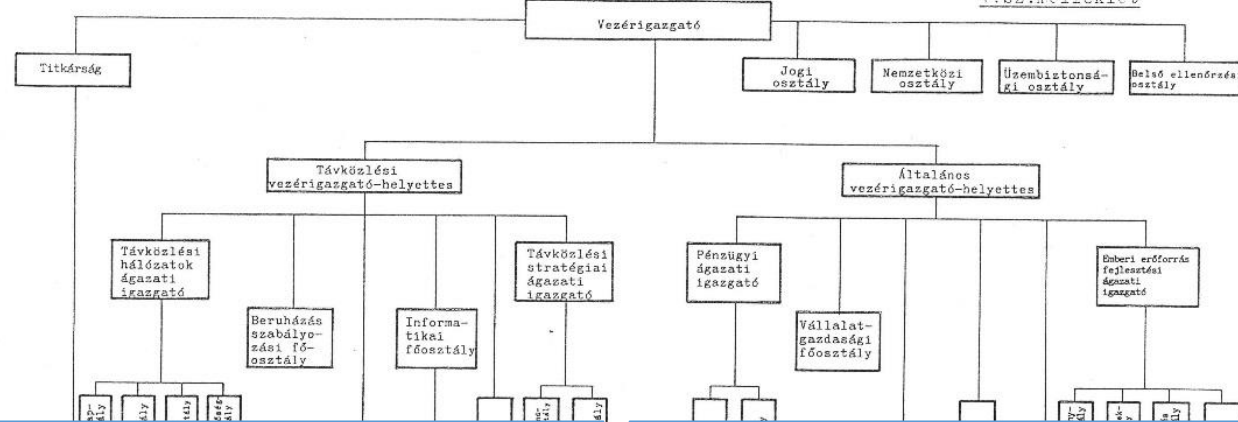 Vezérigazgató
Titkárság
Jogi
osztály
Nemzetközi
osztály
Üzembiztonsá-
gi osztály
Belső ellenőrzés
osztály
Távközlési
vezérigazgató-helyettes
Általános
vezérigazgató-helyettes
Távközlési
hálózatok
ágazati
igazgató
Beruházás
szabályo-
zási fő-
osztály
Informa-
tikai
főosztály
Távközlési
stratégiai
ágazati
igazgató
Pénzügyi
ágazati
igazgató
Vállalat-
gazdasági
főosztály
Emberi erőforrás
fejlesztési
ágazati
igazgató